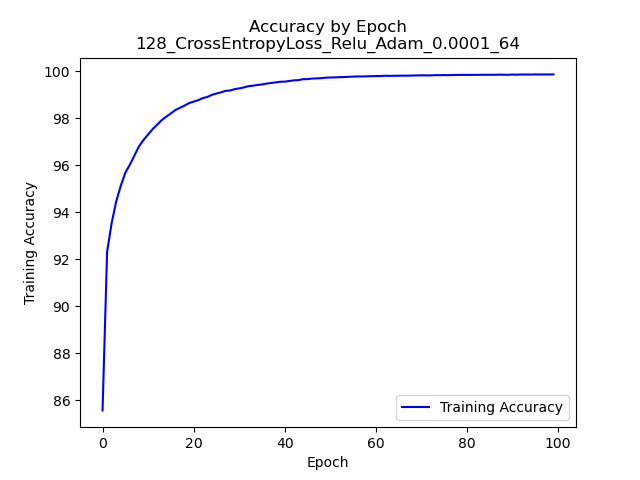 Accuracy by Epoch
128_CrossEntropyLoss_Relu_Adam_0.0001_64
100
98
96
94
92
90
88
86
Training Accuracy
Training Accuracy
0 20 40 60 80 100
Epoch